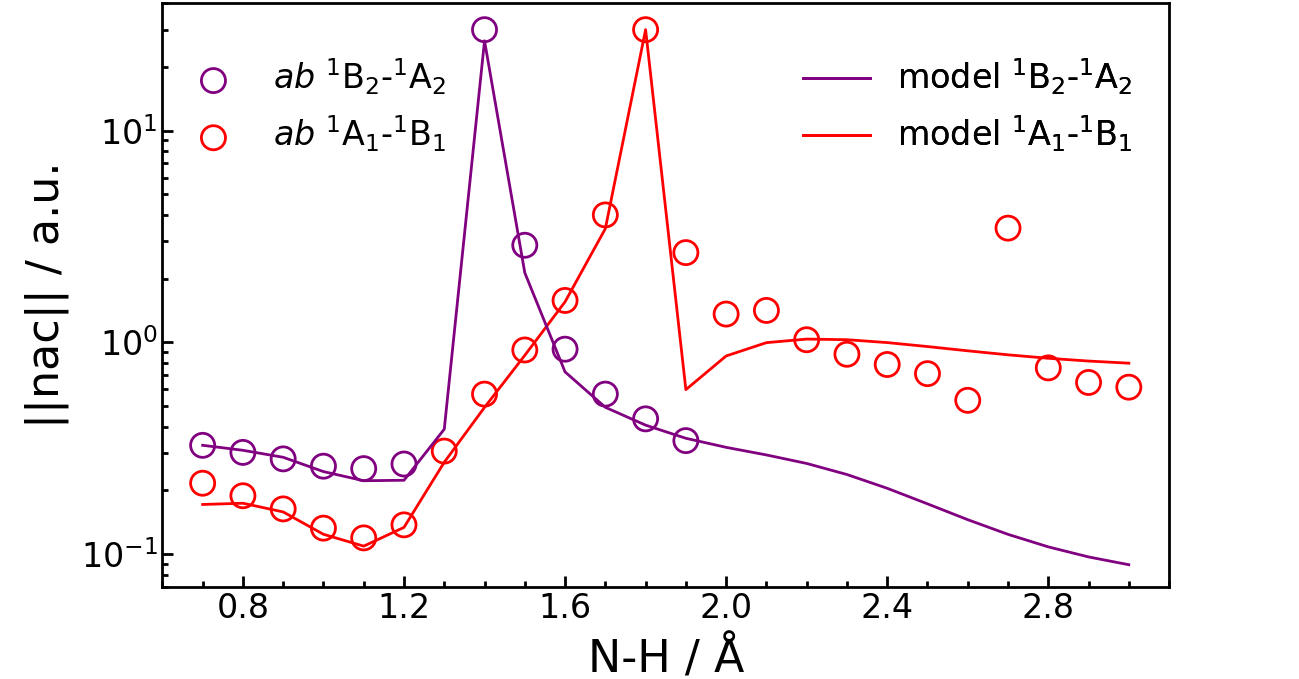 ab ¹B₂-¹A₂
ab ¹A₁-¹B₁
model ¹B₂-¹A₂
model ¹A₁-¹B₁
||nac|| / a.u.
10¹
10⁰
10⁻¹
0.8 1.2 1.6 2.0 2.4 2.8
N-H / Å